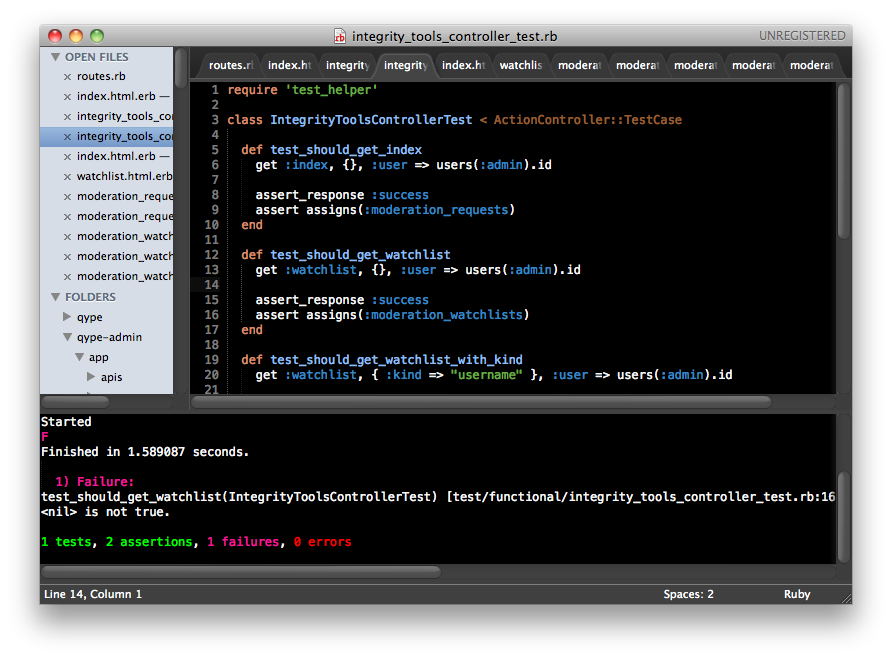 integrity_tools_controller_test.rb
UNREGISTERED
OPEN FILES
routes.rb
index.html.erb —
integrity_tools_co
integrity_tools_co
index.html.erb —
watchlist.html.erb
moderation_reque
moderation_reque
moderation_watch
moderation_watch
moderation_watch
FOLDERS
qype
qype-admin
app
apis
routes.r index.ht integrity integrity index.ht watchlis moderat moderat moderat moderat moderat
1 require 'test_helper'
2
3 class IntegrityToolsControllerTest < ActionController::TestCase
4
5 def test_should_get_index
6 get :index, {}, :user => users(:admin).id
7
8 assert_response :success
9 assert assigns(:moderation_requests)
10 end
11
12 def test_should_get_watchlist
13 get :watchlist, {}, :user => users(:admin).id
14
15 assert_response :success
16 assert assigns(:moderation_watchlists)
17 end
18
19 def test_should_get_watchlist_with_kind
20 get :watchlist, { :kind => "username" }, :user => users(:admin).id
21
Started
F
Finished in 1.589087 seconds.
1) Failure:
test_should_get_watchlist(IntegrityToolsControllerTest) [test/functional/integrity_tools_controller_test.rb:16
<nil> is not true.
1 tests, 2 assertions, 1 failures, 0 errors
Line 14, Column 1
Spaces: 2
Ruby